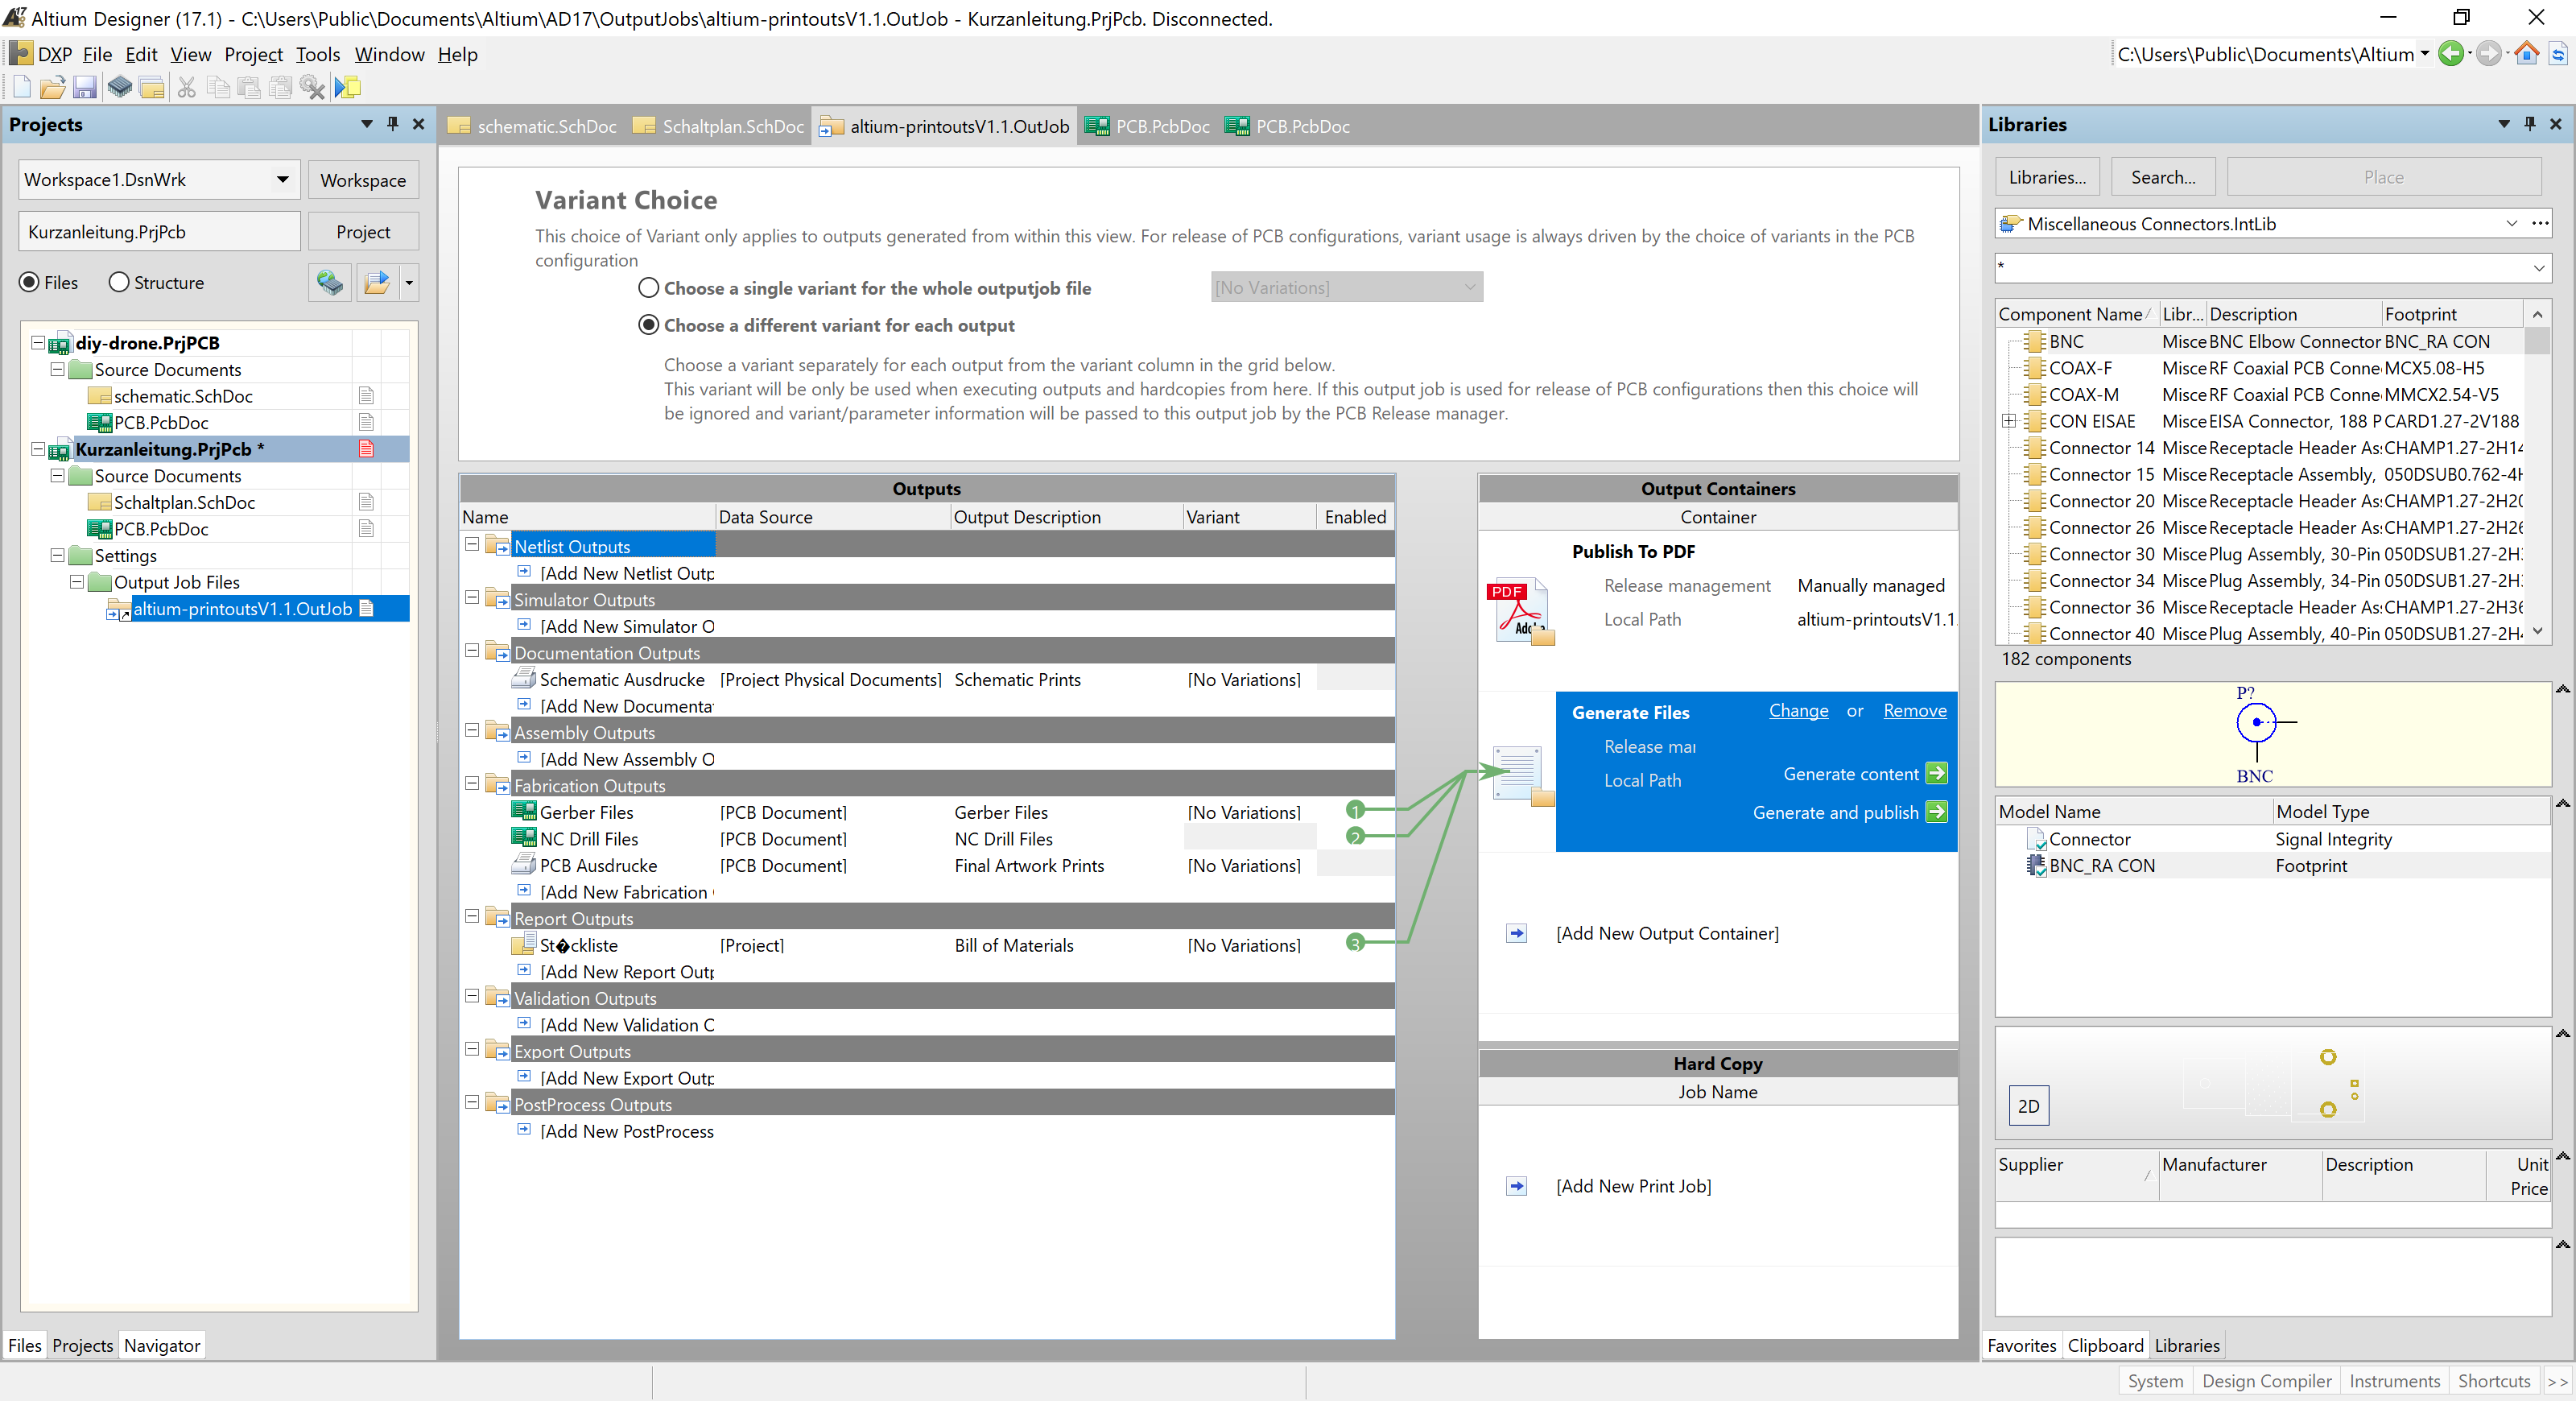 Altium Designer (17.1) - C:\Users\Public\Documents\Altium\AD17\OutputJobs\altium-printoutsV1.1.OutJob - Kurzanleitung.PrjPcb. Disconnected.
DXP File Edit View Project Tools Window Help
C:\Users\Public\Documents\Altium
Projects
Workspace1.DsnWrk
Workspace
Kurzanleitung.PrjPcb
Project
Files
Structure
diy-drone.PrjPCB
Source Documents
schematic.SchDoc
PCB.PcbDoc
Kurzanleitung.PrjPcb *
Source Documents
Schaltplan.SchDoc
PCB.PcbDoc
Settings
Output Job Files
altium-printoutsV1.1.OutJob
Files Projects Navigator
schematic.SchDoc Schaltplan.SchDoc altium-printoutsV1.1.OutJob PCB.PcbDoc PCB.PcbDoc
Variant Choice
This choice of Variant only applies to outputs generated from within this view. For release of PCB configurations, variant usage is always driven by the choice of variants in the PCB
configuration
Choose a single variant for the whole outputjob file
[No Variations]
Choose a different variant for each output
Choose a variant separately for each output from the variant column in the grid below.
This variant will be only be used when executing outputs and hardcopies from here. If this output job is used for release of PCB configurations then this choice will
be ignored and variant/parameter information will be passed to this output job by the PCB Release manager.
Outputs
Name Data Source Output Description Variant Enabled
Netlist Outputs
[Add New Netlist Outp
Simulator Outputs
[Add New Simulator O
Documentation Outputs
Schematic Ausdrucke [Project Physical Documents] Schematic Prints [No Variations]
[Add New Documenta
Assembly Outputs
[Add New Assembly O
Fabrication Outputs
Gerber Files [PCB Document] Gerber Files [No Variations] 1
NC Drill Files [PCB Document] NC Drill Files 2
PCB Ausdrucke [PCB Document] Final Artwork Prints [No Variations]
[Add New Fabrication
Report Outputs
St�ckliste [Project] Bill of Materials [No Variations] 3
[Add New Report Outp
Validation Outputs
[Add New Validation O
Export Outputs
[Add New Export Outp
PostProcess Outputs
[Add New PostProcess
Output Containers
Container
Publish To PDF
PDF
Adobe
Release management Manually managed
Local Path altium-printoutsV1.1.
Generate Files Change or Remove
Release mai
Local Path
Generate content
Generate and publish
[Add New Output Container]
Hard Copy
Job Name
[Add New Print Job]
Libraries
Libraries... Search... Place
Miscellaneous Connectors.IntLib
*
Component Name Libr... Description Footprint
BNC Misce BNC Elbow Connector BNC_RA CON
COAX-F Misce RF Coaxial PCB Conne MCX5.08-H5
COAX-M Misce RF Coaxial PCB Conne MMCX2.54-V5
CON EISAE Misce EISA Connector, 188 P CARD1.27-2V188
Connector 14 Misce Receptacle Header As: CHAMP1.27-2H14
Connector 15 Misce Receptacle Assembly, 050DSUB0.762-4H
Connector 20 Misce Receptacle Header As: CHAMP1.27-2H20
Connector 26 Misce Receptacle Header As: CHAMP1.27-2H26
Connector 30 Misce Plug Assembly, 30-Pin 050DSUB1.27-2H
Connector 34 Misce Plug Assembly, 34-Pin 050DSUB1.27-2H
Connector 36 Misce Receptacle Header As: CHAMP1.27-2H36
Connector 40 Misce Plug Assembly, 40-Pin 050DSUB1.27-2H
182 components
P?
BNC
Model Name Model Type
Connector Signal Integrity
BNC_RA CON Footprint
2D
Supplier Manufacturer Description Unit
Price
Favorites Clipboard Libraries
System Design Compiler Instruments Shortcuts >>